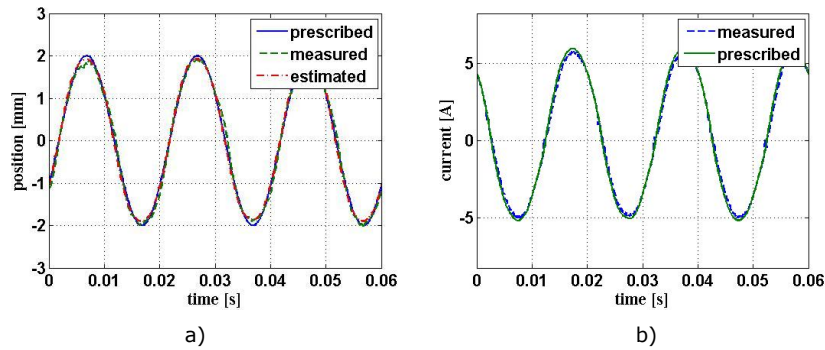 3
2
1
0
-1
-2
-3
position [mm]
prescribed
measured
estimated
0 0.01 0.02 0.03 0.04 0.05 0.06
time [s]
a)
5
0
-5
current [A]
measured
prescribed
0 0.01 0.02 0.03 0.04 0.05 0.06
time [s]
b)